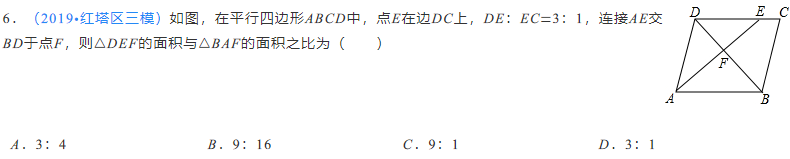 6．（2019•红塔区三模）如图，在平行四边形ABCD中，点E在边DC上，DE：EC=3：1，连接AE交
BD于点F，则△DEF的面积与△BAF的面积之比为（　　）
D E C
F
A B
A．3：4 B．9：16 C．9：1 D．3：1